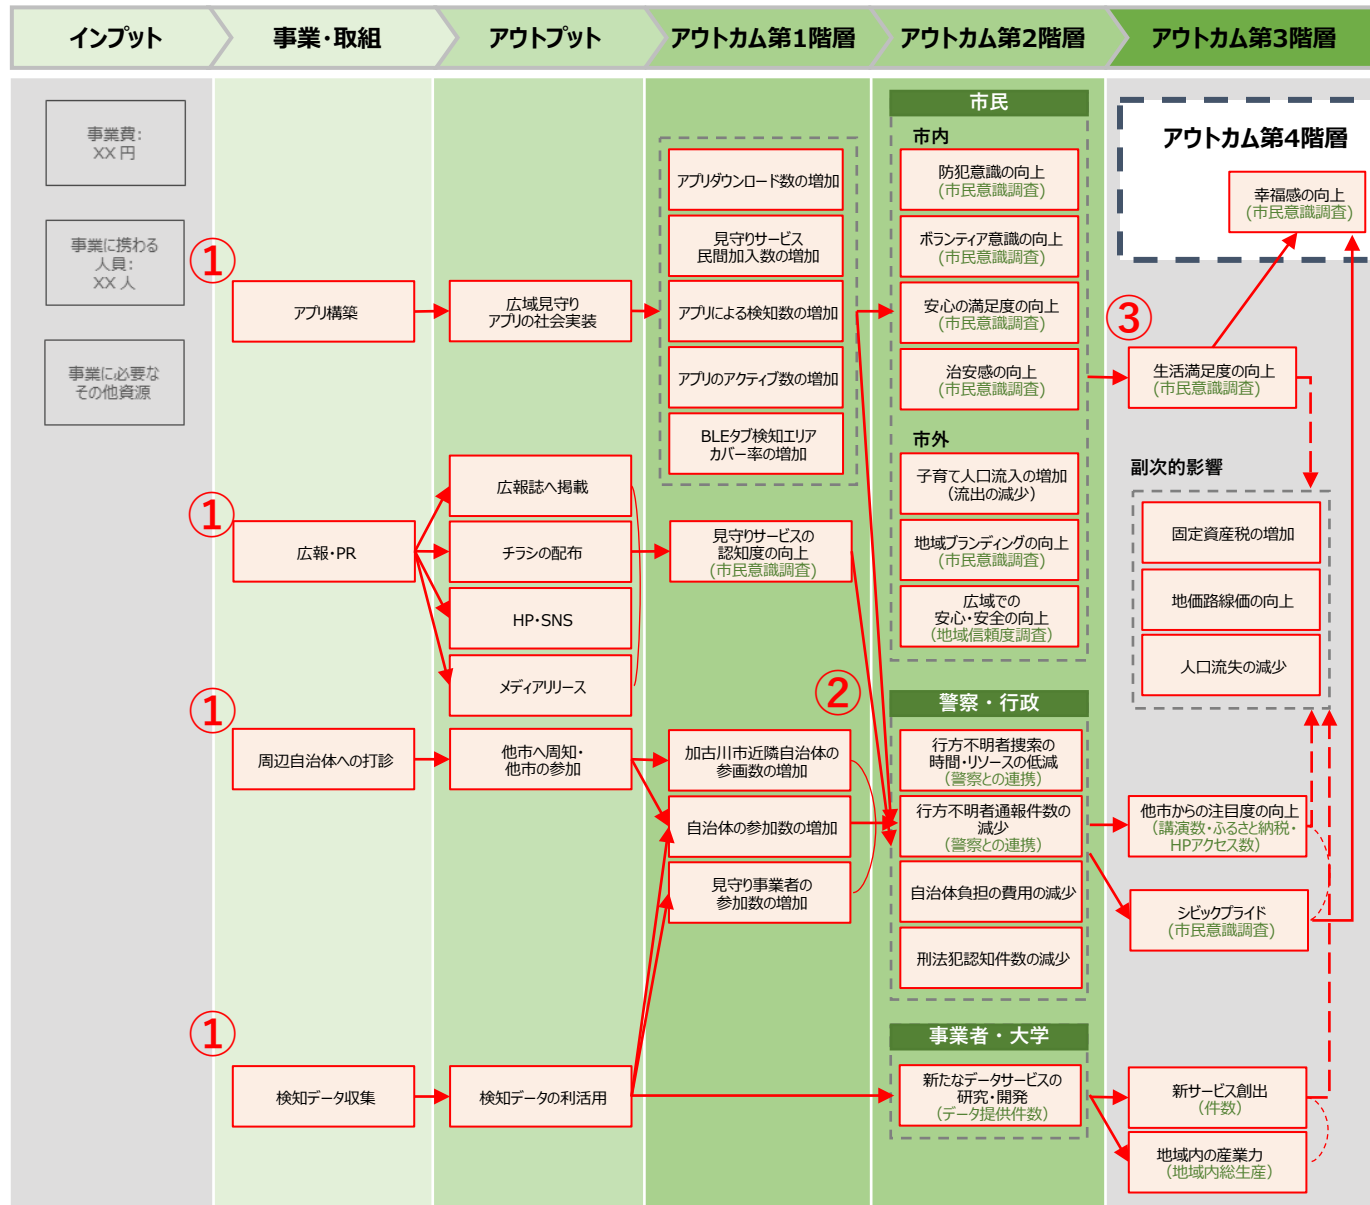 インプット
事業・取組
アウトプット
アウトカム第1階層
アウトカム第2階層
アウトカム第3階層
事業費:
XX 円
事業に携わる
人員:
XX 人
事業に必要な
その他資源
①
アプリ構築
①
広報・PR
①
周辺自治体への打診
①
検知データ収集
広域見守り
アプリの社会実装
広報誌へ掲載
チラシの配布
HP・SNS
メディアリリース
他市へ周知・
他市の参加
検知データの利活用
アプリダウンロード数の増加
見守りサービス
民間加入数の増加
アプリによる検知数の増加
アプリのアクティブ数の増加
BLEタブ検知エリア
カバー率の増加
見守りサービスの
認知度の向上
(市民意識調査)
②
加古川市近隣自治体の
参画数の増加
自治体の参加数の増加
見守り事業者の
参加数の増加
市民
市内
防犯意識の向上
(市民意識調査)
ボランティア意識の向上
(市民意識調査)
安心の満足度の向上
(市民意識調査)
治安感の向上
(市民意識調査)
市外
子育て人口流入の増加
(流出の減少)
地域ブランディングの向上
(市民意識調査)
広域での
安心・安全の向上
(地域信頼度調査)
警察・行政
行方不明者捜索の
時間・リソースの低減
(警察との連携)
行方不明者通報件数の
減少
(警察との連携)
自治体負担の費用の減少
刑法犯認知件数の減少
事業者・大学
新たなデータサービスの
研究・開発
(データ提供件数)
アウトカム第4階層
幸福感の向上
(市民意識調査)
③
生活満足度の向上
(市民意識調査)
副次的影響
固定資産税の増加
地価路線価の向上
人口流失の減少
他市からの注目度の向上
(講演数・ふるさと納税・
HPアクセス数)
シビックプライド
(市民意識調査)
新サービス創出
(件数)
地域内の産業力
(地域内総生産)